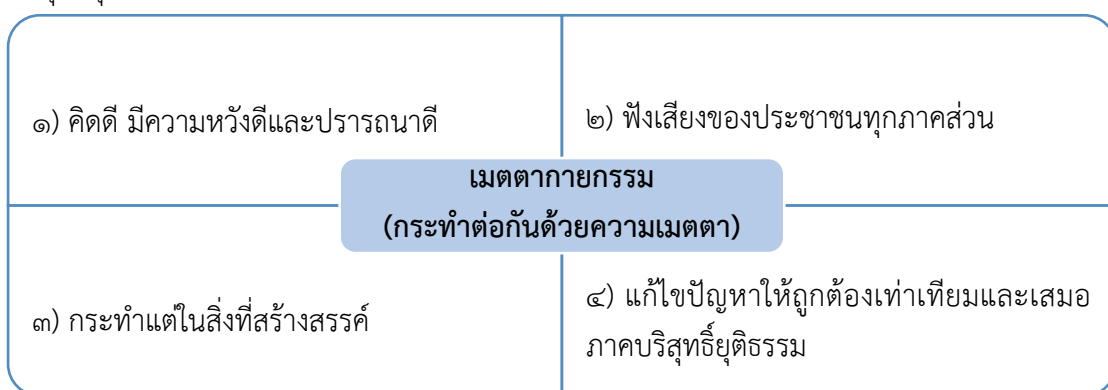 ๑) คิดดี มีความหวังดีและปรารถนาดี
๒) ฟังเสียงของประชาชนทุกภาคส่วน
เมตตากายกรรม
(กระทำต่อกันด้วยความเมตตา)
๓) กระทำแต่ในสิ่งที่สร้างสรรค์
๔) แก้ไขปัญหาให้ถูกต้องเท่าเทียมและเสมอ
ภาคบริสุทธิ์ยุติธรรม